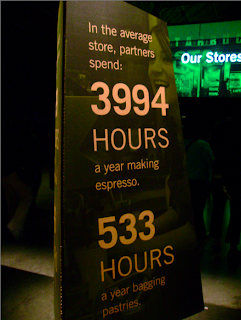 In the average
store, partners
spend:
3994
HOURS
a year making
espresso.
533
HOURS
a year bagging
pastries.
Our Stores